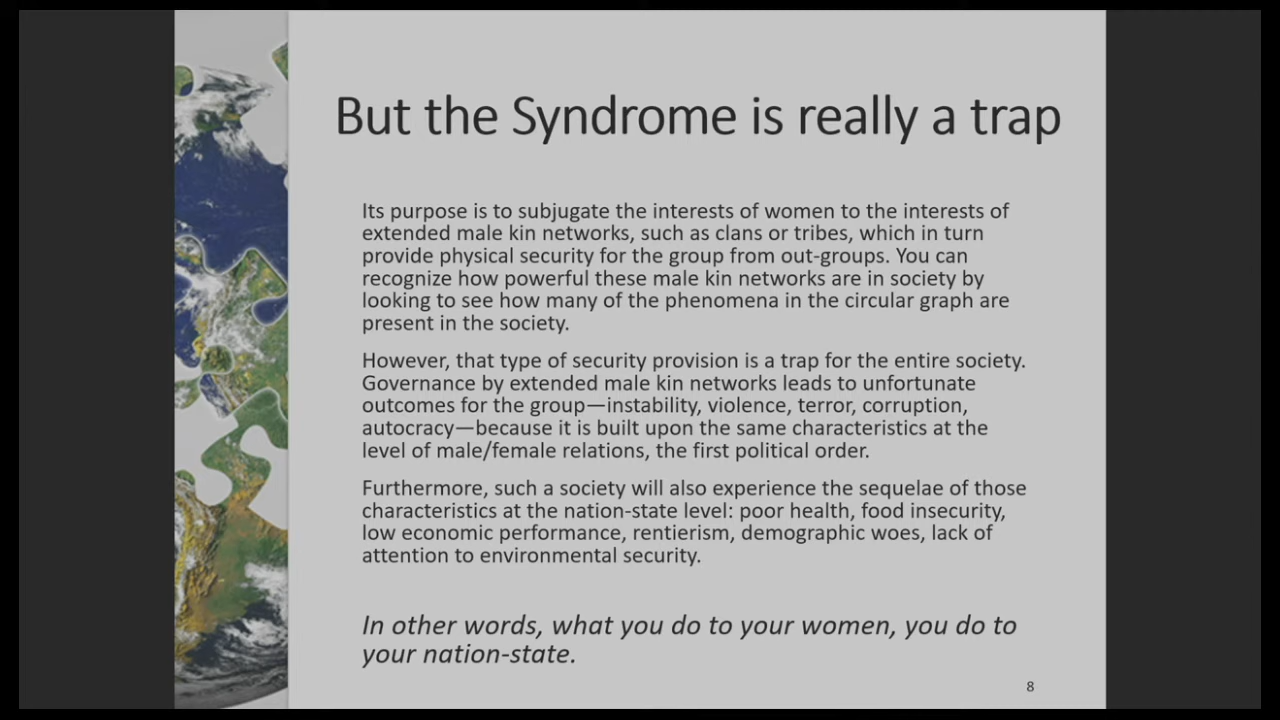 But the Syndrome is really a trap
Its purpose is to subjugate the interests of women to the interests of
extended male kin networks, such as clans or tribes, which in turn
provide physical security for the group from out-groups. You can
recognize how powerful these male kin networks are in society by
looking to see how many of the phenomena in the circular graph are
present in the society.
However, that type of security provision is a trap for the entire society.
Governance by extended male kin networks leads to unfortunate
outcomes for the group—instability, violence, terror, corruption,
autocracy—because it is built upon the same characteristics at the
level of male/female relations, the first political order.
Furthermore, such a society will also experience the sequelae of those
characteristics at the nation-state level: poor health, food insecurity,
low economic performance, rentierism, demographic woes, lack of
attention to environmental security.
In other words, what you do to your women, you do to
your nation-state.
8